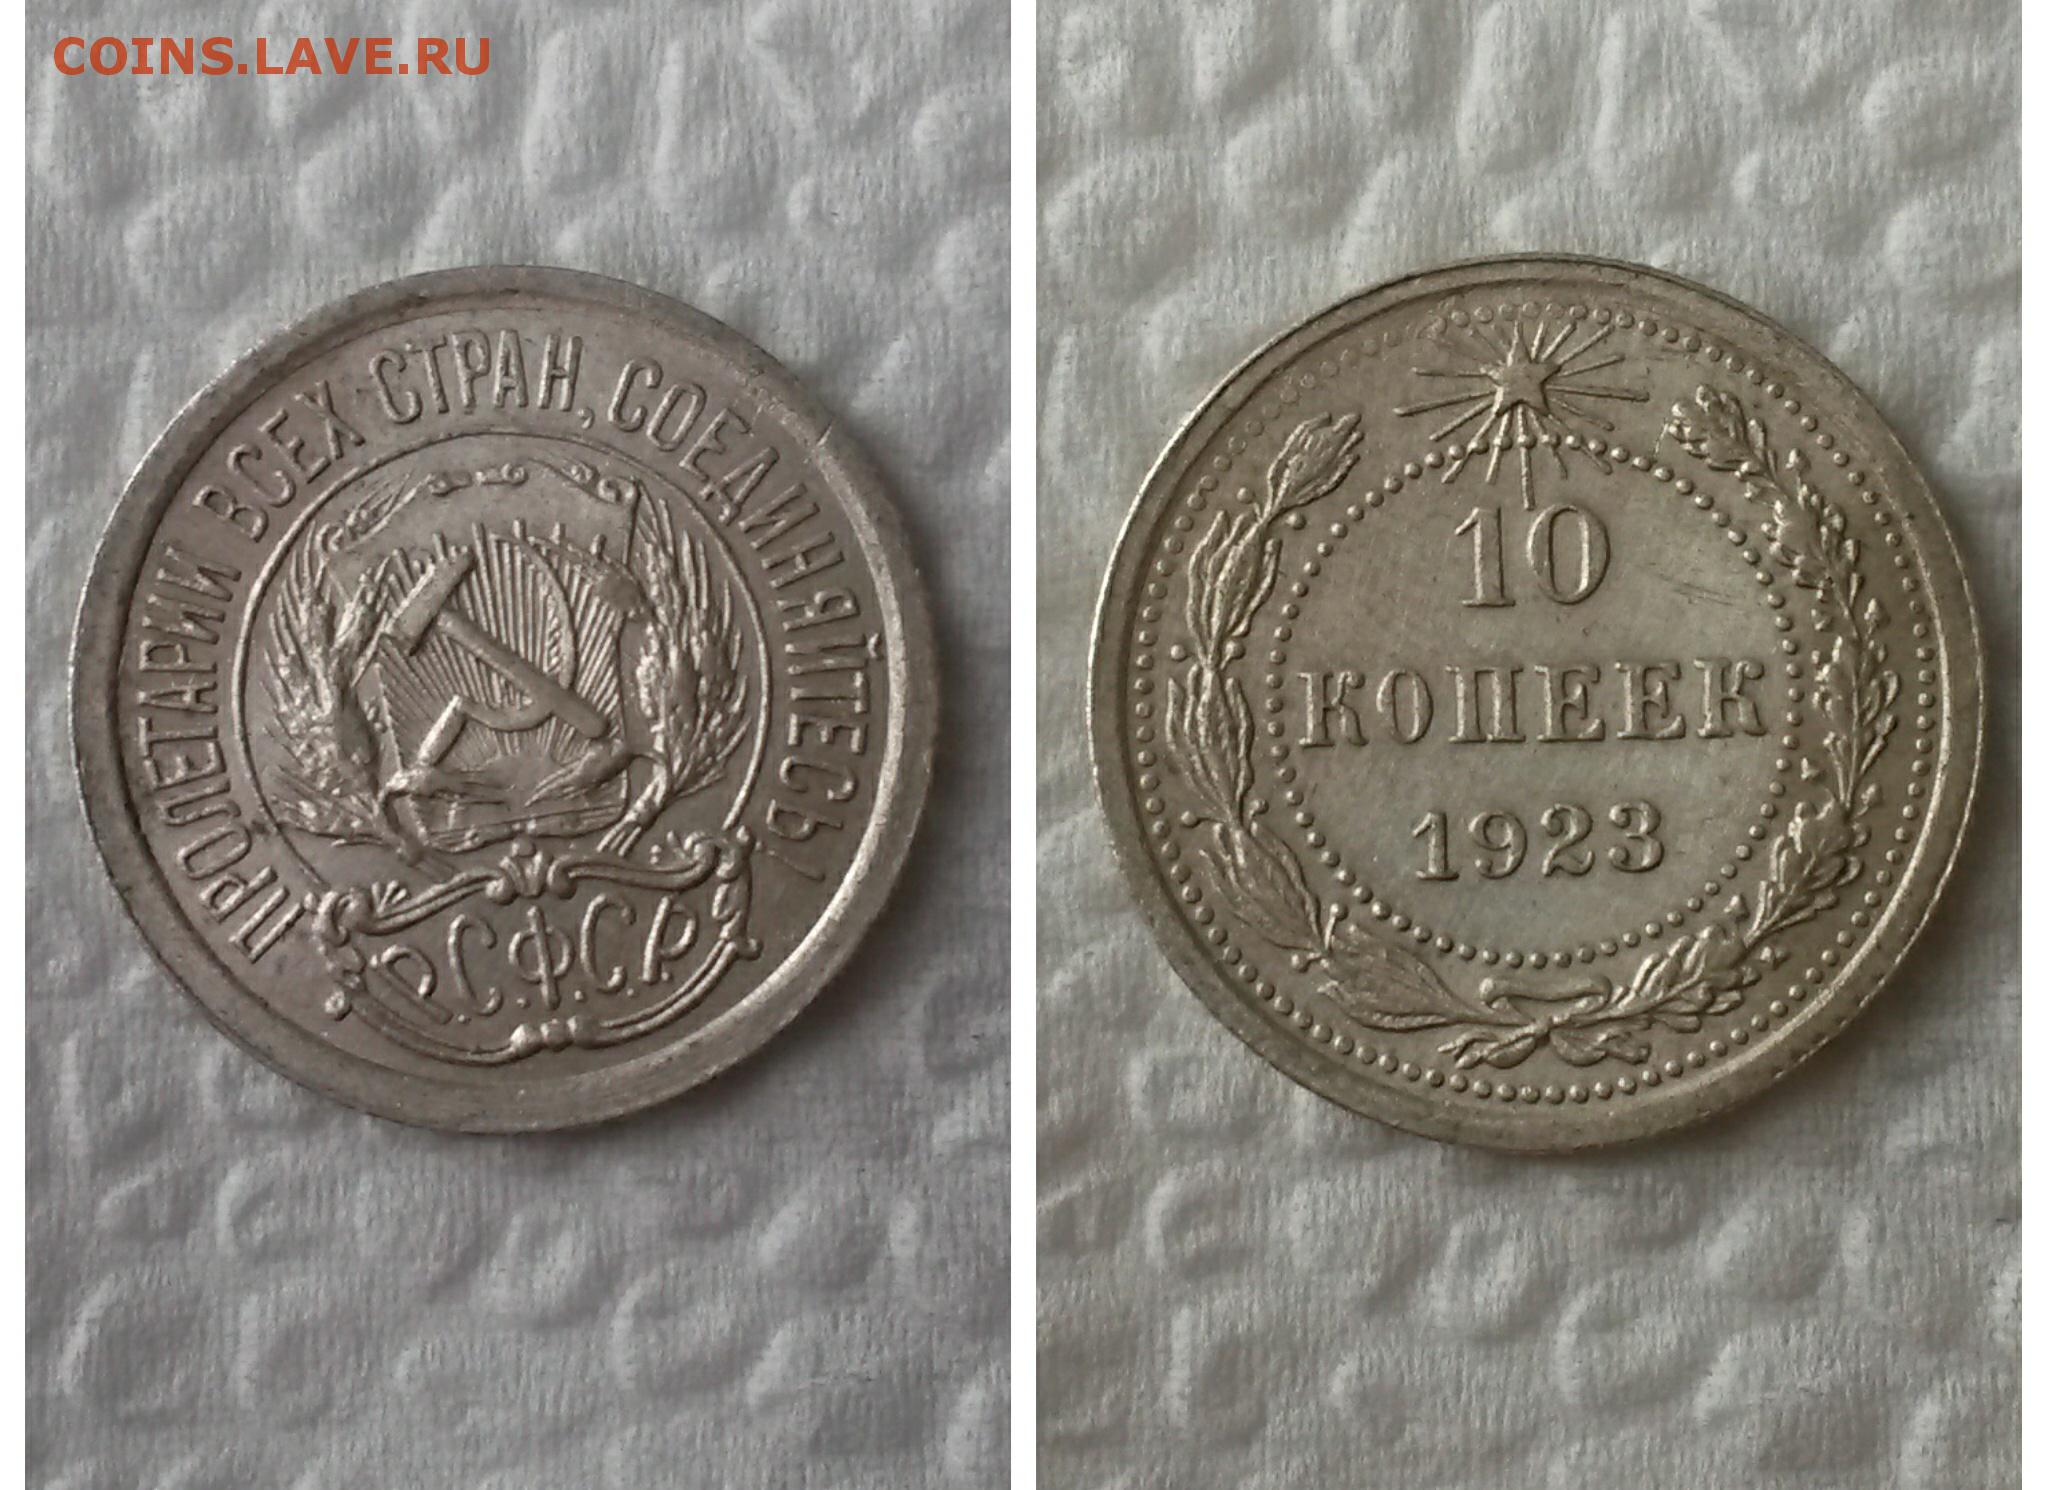 COINS.LAVE.RU
ПРОЛЕТАРИИ ВСЕХ СТРАН, СОЕДИНЯЙТЕСЬ!
Р.С.Ф.С.Р.
10
КОПЕЕК
1923